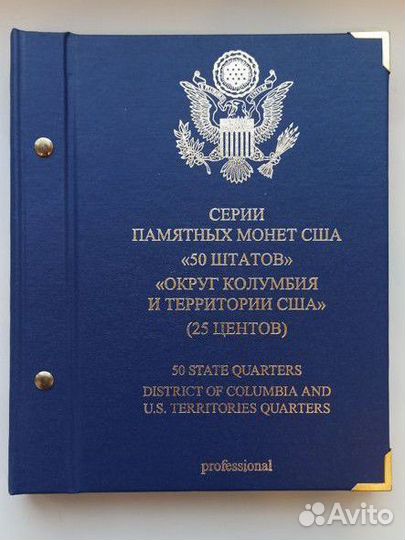 СЕРИИ
ПАМЯТНЫХ МОНЕТ США
«50 ШТАТОВ»
«ОКРУГ КОЛУМБИЯ
И ТЕРРИТОРИИ США»
(25 ЦЕНТОВ)
50 STATE QUARTERS
DISTRICT OF COLUMBIA AND
U.S. TERRITORIES QUARTERS
professional
Avito